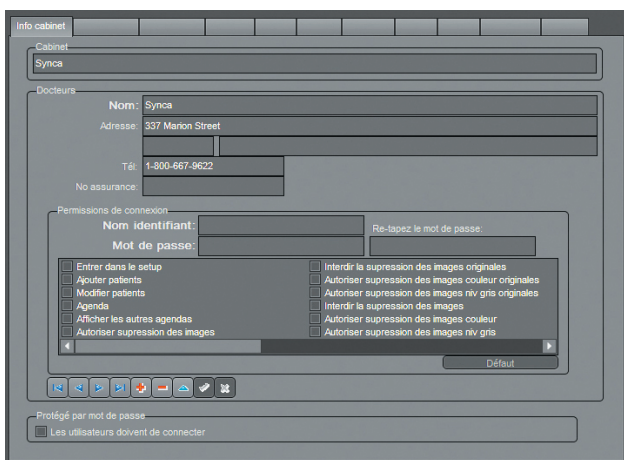 Info cabinet
Cabinet
Synca
Docteurs
Nom: Synca
Adresse: 337 Marion Street
Tél: 1-800-667-9622
No assurance:
Permissions de connexion
Nom identifiant:
Re-tapez le mot de passe:
Mot de passe:
Entrer dans le setup
Ajouter patients
Modifier patients
Agenda
Afficher les autres agendas
Autoriser supression des images
Interdir la supression des images originales
Autoriser supression des images couleur originales
Autoriser supression des images niv gris originales
Interdir la supression des images
Autoriser supression des images couleur
Autoriser supression des images niv gris
Défaut
Protégé par mot de passe
Les utilisateurs doivent de connecter